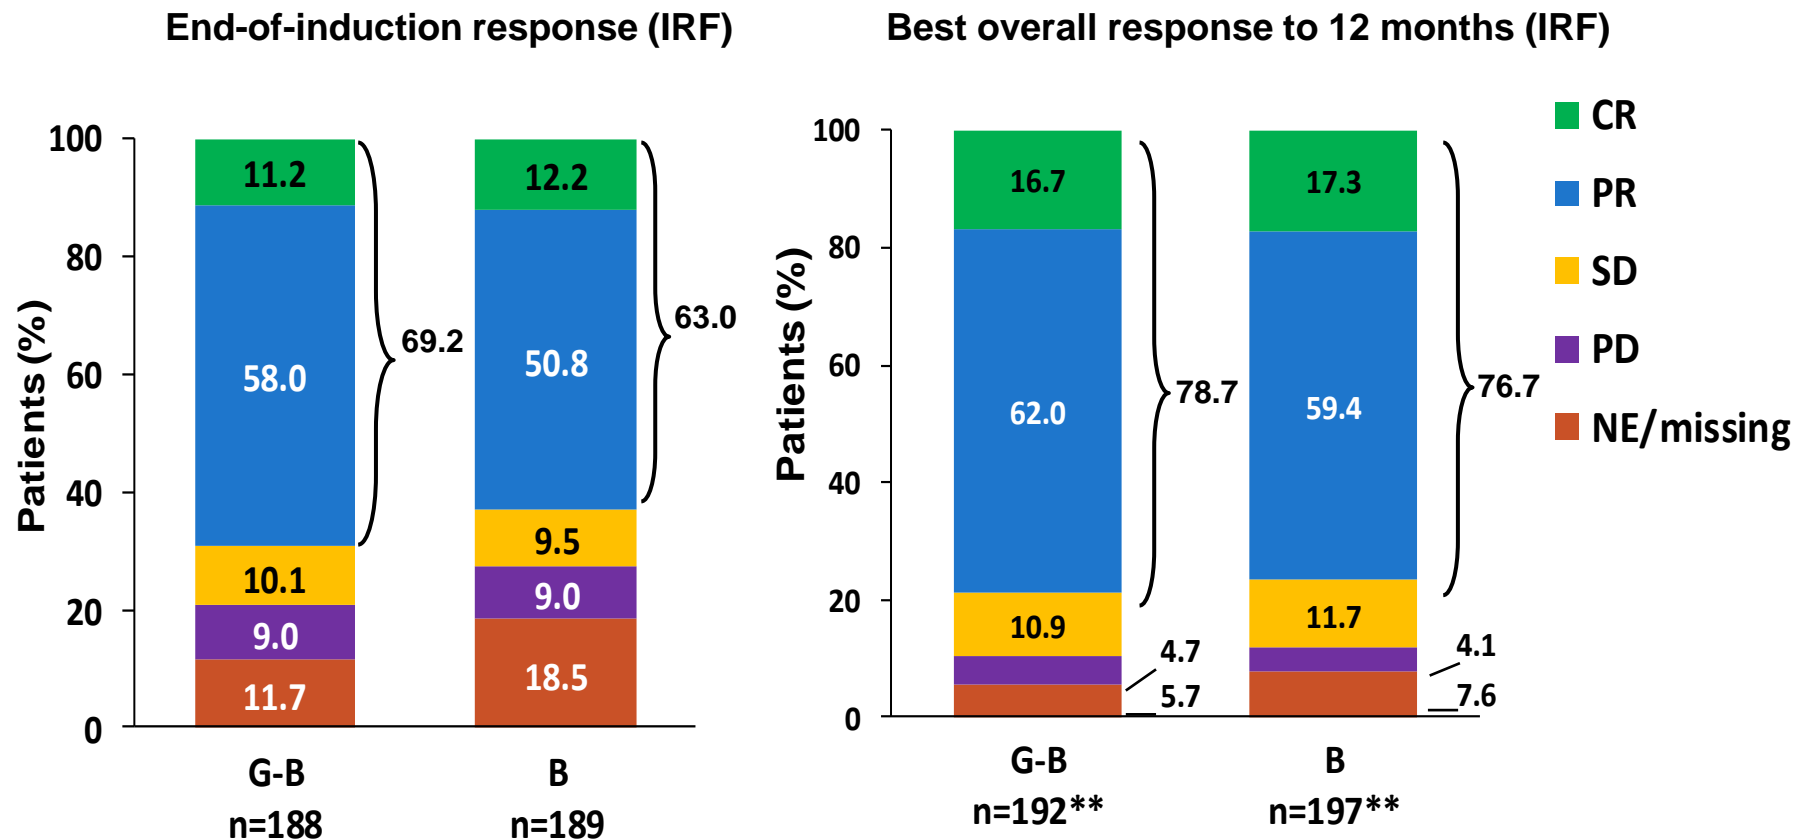 End-of-induction response (IRF)
Patients (%)
100
80
60
40
20
0
11.2
58.0
10.1
9.0
11.7
69.2
12.2
50.8
9.5
9.0
18.5
63.0
G-B
n=188
B
n=189
Best overall response to 12 months (IRF)
Patients (%)
100
80
60
40
20
0
16.7
62.0
10.9
4.7
5.7
78.7
17.3
59.4
11.7
4.1
7.6
76.7
G-B
n=192**
B
n=197**
CR
PR
SD
PD
NE/missing